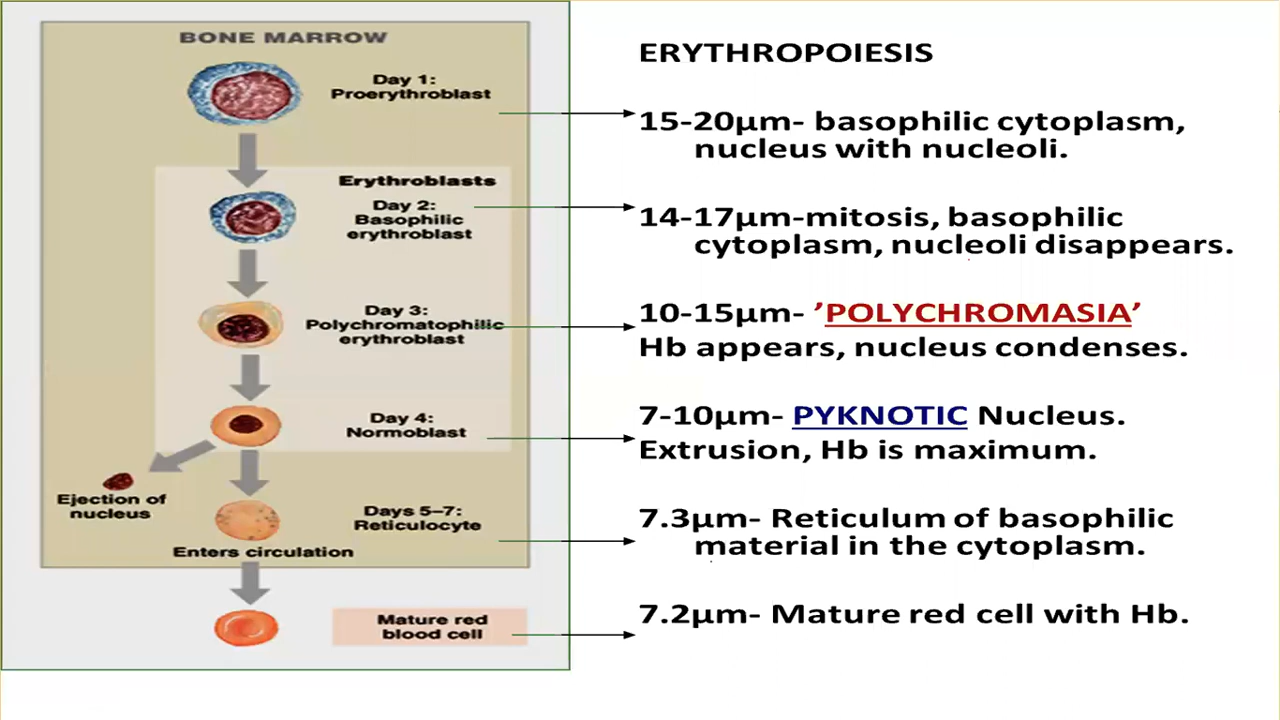 BONE MARROW
Day 1:
Proerythroblast
Erythroblasts
Day 2:
Basophilic
erythroblast
Day 3:
Polychromatophilic
erythroblast
Day 4:
Normoblast
Ejection of
nucleus
Days 5–7:
Reticulocyte
Enters circulation
Mature red
blood cell
ERYTHROPOIESIS
15-20µm- basophilic cytoplasm,
nucleus with nucleoli.
14-17µm-mitosis, basophilic
cytoplasm, nucleoli disappears.
10-15µm- ’POLYCHROMASIA’
Hb appears, nucleus condenses.
7-10µm- PYKNOTIC Nucleus.
Extrusion, Hb is maximum.
7.3µm- Reticulum of basophilic
material in the cytoplasm.
7.2µm- Mature red cell with Hb.